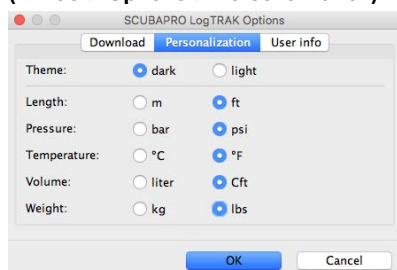 SCUBAPRO LogTRAK Options
Download Personalization User info
Theme: dark light
Length: m ft
Pressure: bar psi
Temperature: °C °F
Volume: liter Cft
Weight: kg lbs
OK Cancel